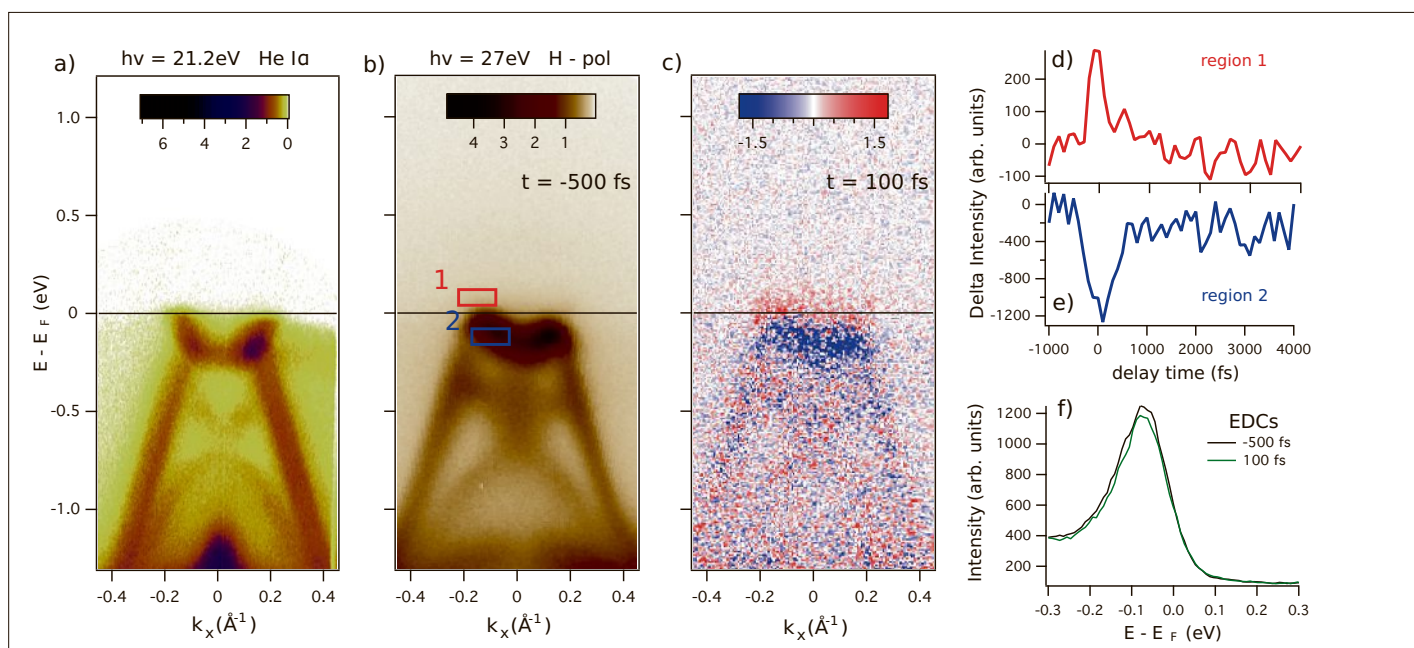 a)
hν = 21.2eV He Iα
6 4 2 0
1.0
0.5
0
-0.5
-1.0
E - E F (eV)
-0.4 -0.2 0 0.2 0.4
k x (Å-1)
b)
hν = 27eV H - pol
4 3 2 1
t = -500 fs
1
2
-0.4 -0.2 0 0.2 0.4
k x (Å-1)
c)
-1.5 1.5
t = 100 fs
-0.4 -0.2 0 0.2 0.4
k x (Å-1)
d)
region 1
200
100
0
-100
Delta Intensity (arb. units)
0
-400
-800
-1200
e)
region 2
-1000 0 1000 2000 3000 4000
delay time (fs)
f)
EDCs
-500 fs
100 fs
1200
1000
800
600
400
200
Intensity (arb. units)
-0.3 -0.2 -0.1 0.0 0.1 0.2 0.3
E - E F (eV)